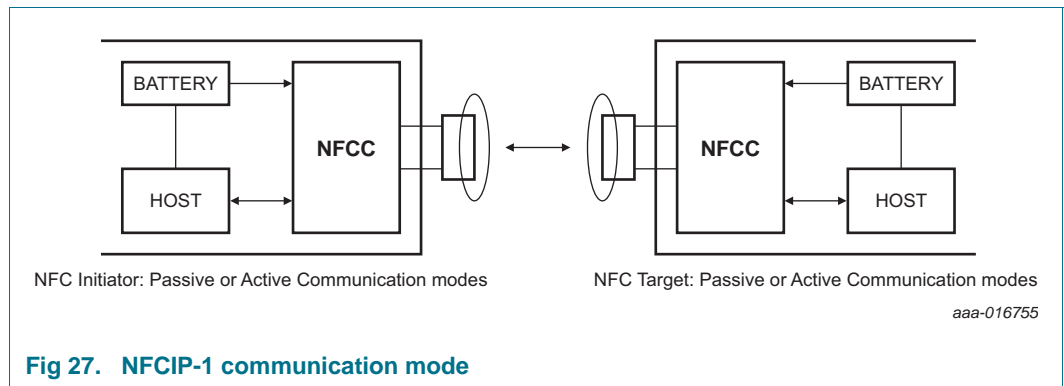 BATTERY
NFCC
HOST
BATTERY
NFCC
HOST
NFC Initiator: Passive or Active Communication modes
NFC Target: Passive or Active Communication modes
aaa-016755
Fig 27. NFCIP-1 communication mode